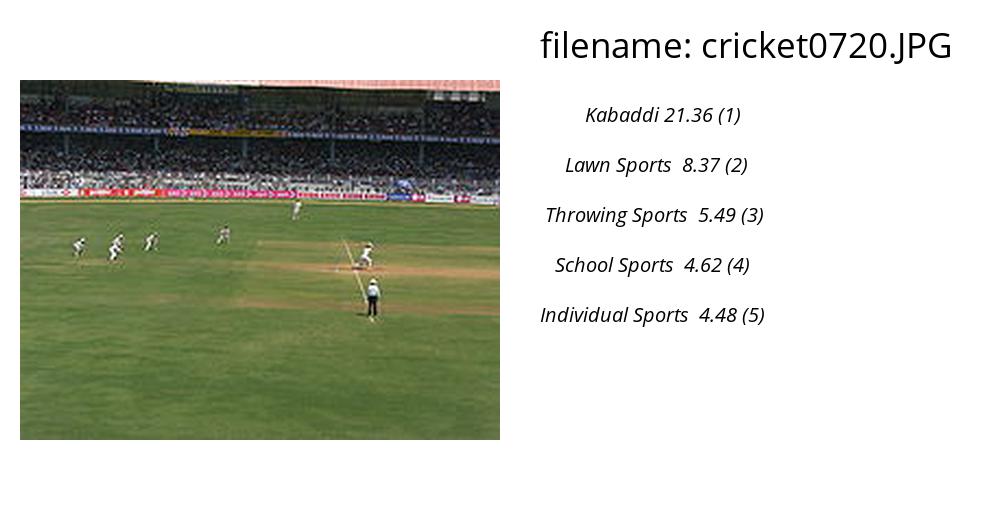 filename: cricket0720.JPG
Kabaddi 21.36 (1)
Lawn Sports 8.37 (2)
Throwing Sports 5.49 (3)
School Sports 4.62 (4)
Individual Sports 4.48 (5)